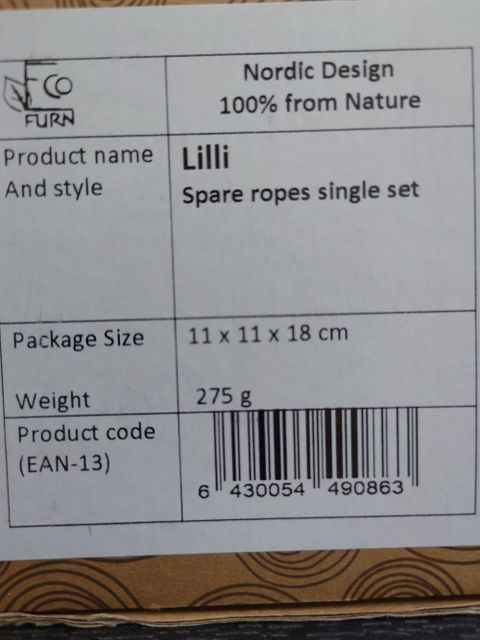 ECO
FURN
Nordic Design
100% from Nature
Product name
And style
Lilli
Spare ropes single set
Package Size
11 x 11 x 18 cm
Weight
275 g
Product code
(EAN-13)
6 430054 490863